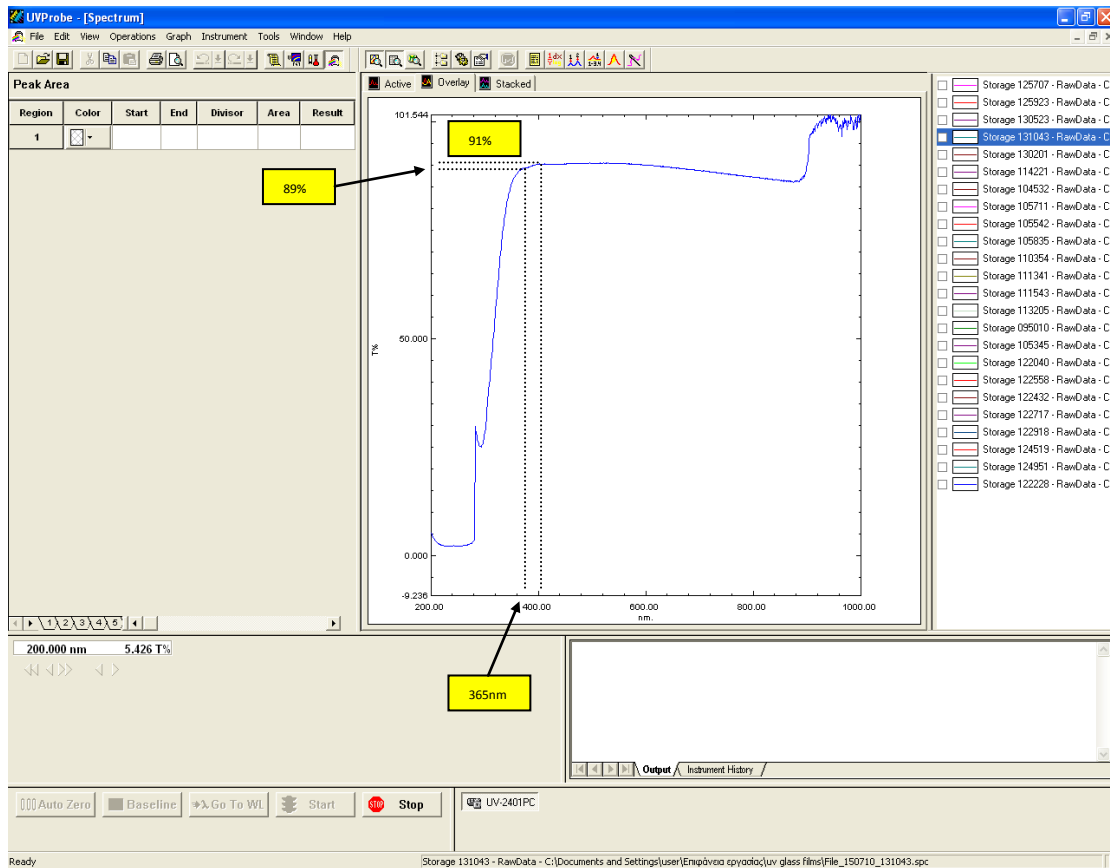 UVProbe - [Spectrum]
File Edit View Operations Graph Instrument Tools Window Help
Peak Area
Region Color Start End Divisor Area Result
1
1 2 3 4 5
Active Overlay Stacked
101.544
91%
89%
50.000
T%
0.000
-9.236
200.00 400.00 600.00 800.00 1000.00
nm.
365nm
Storage 125707 - RawData - C
Storage 125923 - RawData - C
Storage 130523 - RawData - C
Storage 131043 - RawData - C
Storage 130201 - RawData - C
Storage 114221 - RawData - C
Storage 104532 - RawData - C
Storage 105711 - RawData - C
Storage 105542 - RawData - C
Storage 105835 - RawData - C
Storage 110354 - RawData - C
Storage 111341 - RawData - C
Storage 111543 - RawData - C
Storage 113205 - RawData - C
Storage 095010 - RawData - C
Storage 105345 - RawData - C
Storage 122040 - RawData - C
Storage 122558 - RawData - C
Storage 122432 - RawData - C
Storage 122717 - RawData - C
Storage 122918 - RawData - C
Storage 124519 - RawData - C
Storage 124951 - RawData - C
Storage 122228 - RawData - C
200.000 nm 5.426 T%
Output Instrument History
Auto Zero Baseline Go To WL Start STOP Stop
UV-2401PC
Ready
Storage 131043 - RawData - C:\Documents and Settings\user\Επιφάνεια εργασίας\uv glass films\File_150710_131043.spc